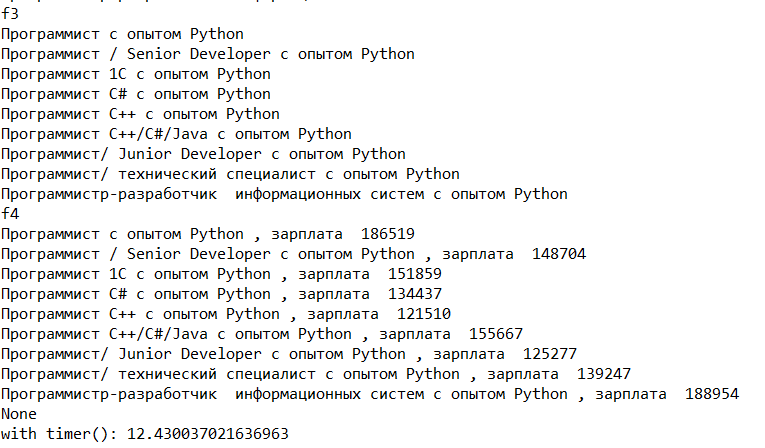 f3
Программист с опытом Python
Программист / Senior Developer с опытом Python
Программист 1C с опытом Python
Программист C# с опытом Python
Программист C++ с опытом Python
Программист C++/C#/Java с опытом Python
Программист/ Junior Developer с опытом Python
Программист/ технический специалист с опытом Python
Программистр-разработчик  информационных систем с опытом Python
f4
Программист с опытом Python , зарплата  186519
Программист / Senior Developer с опытом Python , зарплата  148704
Программист 1C с опытом Python , зарплата  151859
Программист C# с опытом Python , зарплата  134437
Программист C++ с опытом Python , зарплата  121510
Программист C++/C#/Java с опытом Python , зарплата  155667
Программист/ Junior Developer с опытом Python , зарплата  125277
Программист/ технический специалист с опытом Python , зарплата  139247
Программистр-разработчик  информационных систем с опытом Python , зарплата  188954
None
with timer(): 12.430037021636963